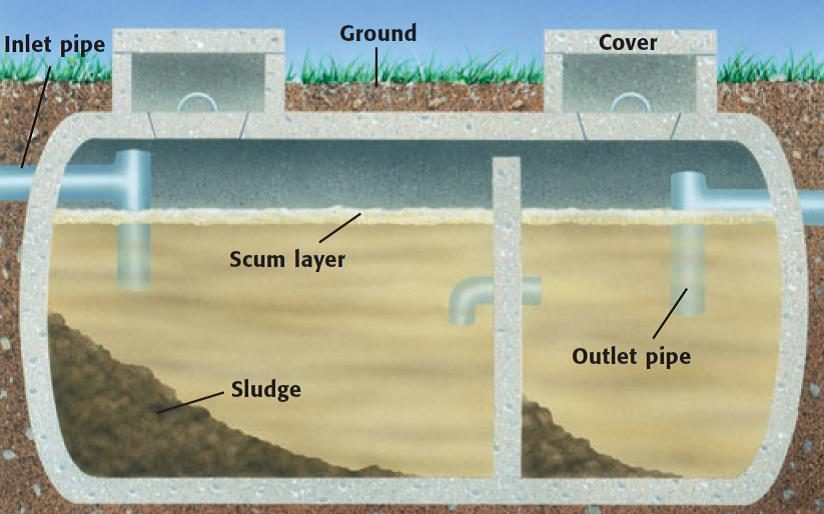 Inlet pipe
Ground
Cover
Scum layer
Outlet pipe
Sludge